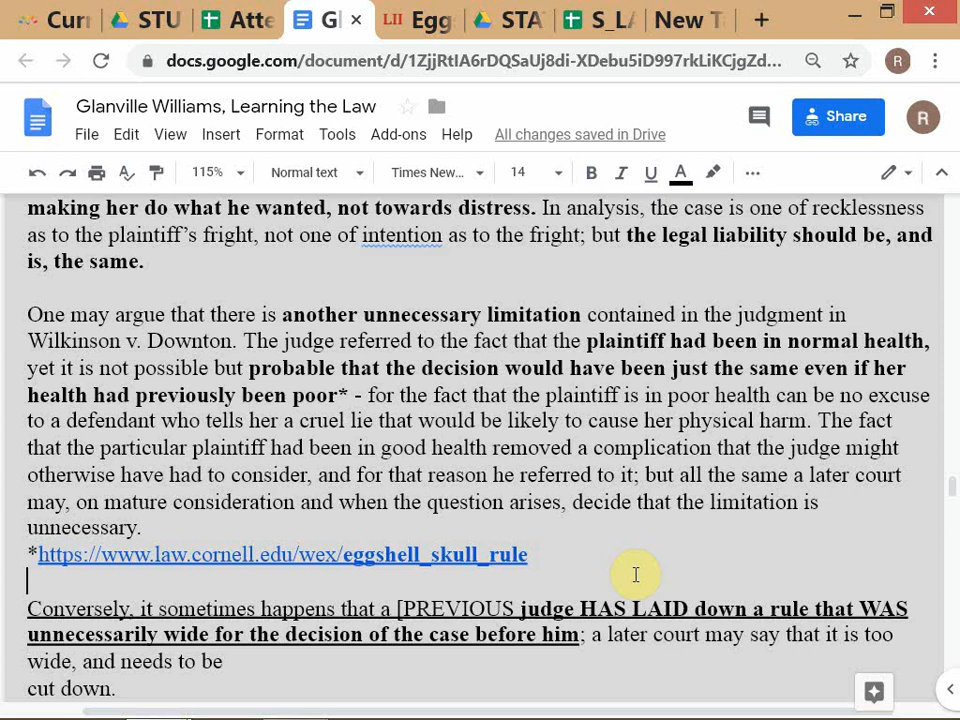 Curr
STU
Atte
Gl
LII Egg
STA
S_LA
New T
docs.google.com/document/d/1ZjjRtIA6rDQSaUj8di-XDebu5iD997rkLiKCjgZd...
R
Glanville Williams, Learning the Law
Share
R
File Edit View Insert Format Tools Add-ons Help All changes saved in Drive
115% Normal text Times New... 14 B I U A
making her do what he wanted, not towards distress. In analysis, the case is one of recklessness
as to the plaintiff's fright, not one of intention as to the fright; but the legal liability should be, and
is, the same.
One may argue that there is another unnecessary limitation contained in the judgment in
Wilkinson v. Downton. The judge referred to the fact that the plaintiff had been in normal health,
yet it is not possible but probable that the decision would have been just the same even if her
health had previously been poor* - for the fact that the plaintiff is in poor health can be no excuse
to a defendant who tells her a cruel lie that would be likely to cause her physical harm. The fact
that the particular plaintiff had been in good health removed a complication that the judge might
otherwise have had to consider, and for that reason he referred to it; but all the same a later court
may, on mature consideration and when the question arises, decide that the limitation is
unnecessary.
*https://www.law.cornell.edu/wex/eggshell_skull_rule
Conversely, it sometimes happens that a [PREVIOUS judge HAS LAID down a rule that WAS
unnecessarily wide for the decision of the case before him; a later court may say that it is too
wide, and needs to be
cut down.